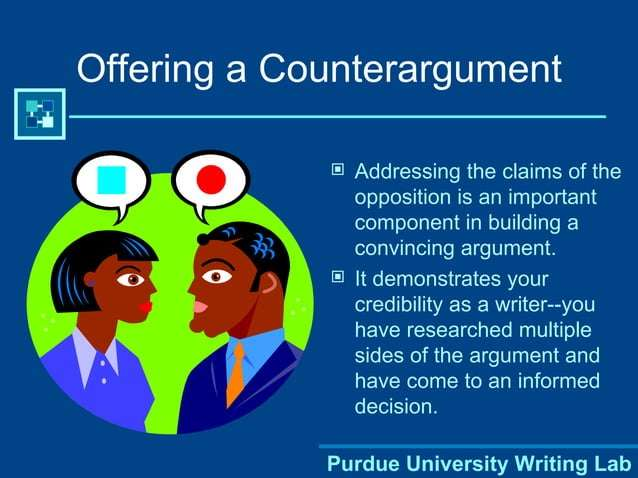 Offering a Counterargument
Addressing the claims of the
opposition is an important
component in building a
convincing argument.
It demonstrates your
credibility as a writer--you
have researched multiple
sides of the argument and
have come to an informed
decision.
Purdue University Writing Lab